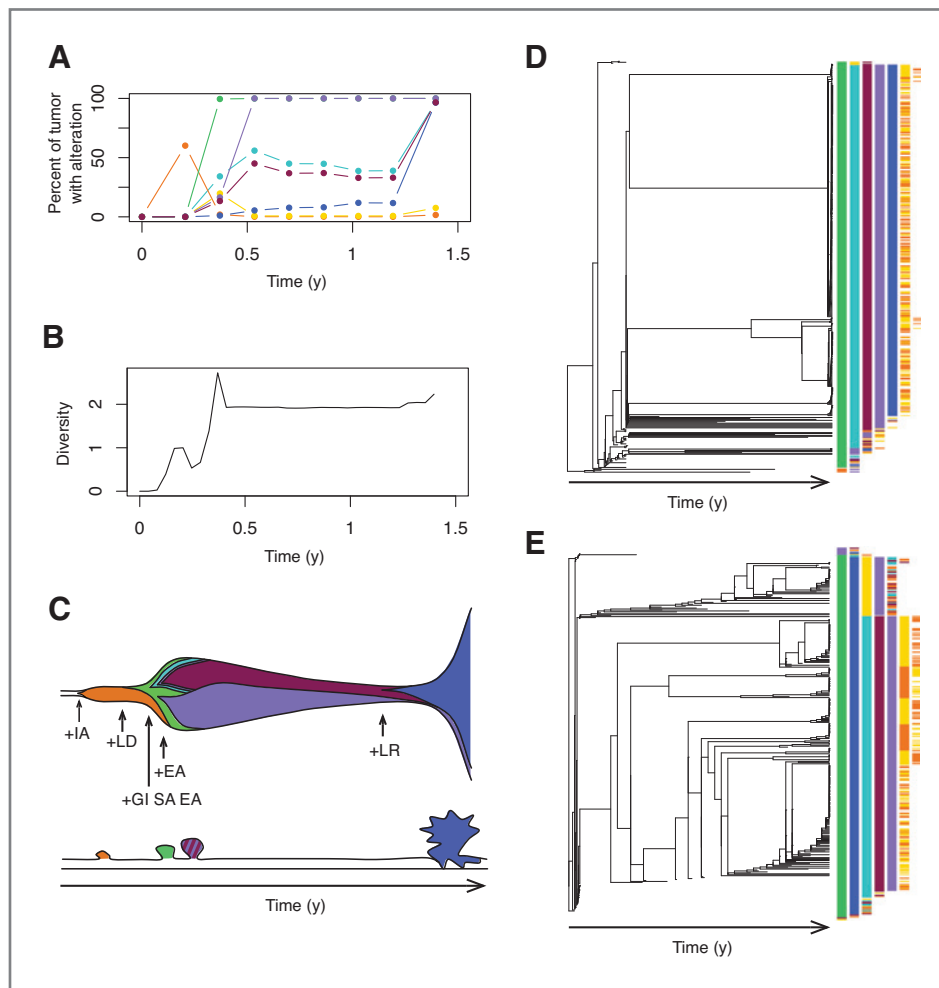 A
Percent of tumor
with alteration
100
50
0
0
0.5
1
1.5
Time (y)
B
Diversity
2
1
0
0
0.5
1
1.5
Time (y)
C
+IA
+LD
+EA
+GI SA EA
+LR
Time (y)
D
Time (y)
E
Time (y)